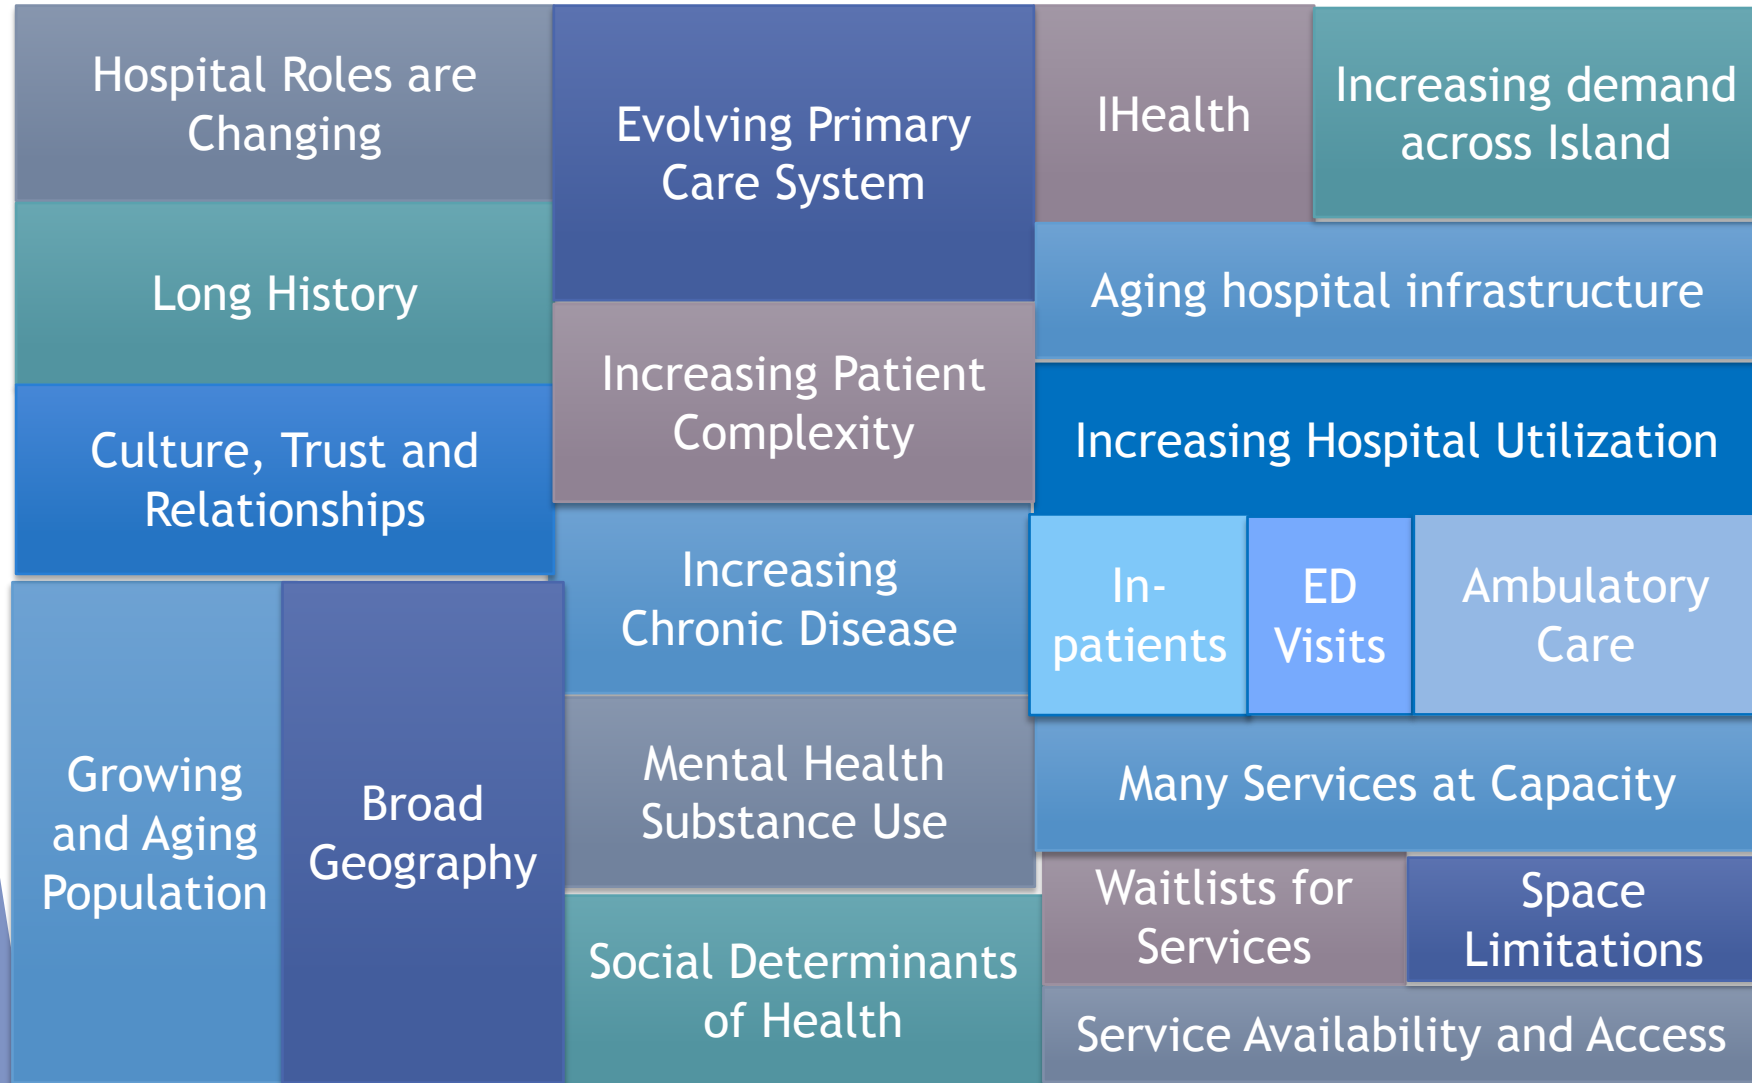 Hospital Roles are
Changing
Long History
Culture, Trust and
Relationships
Growing
and Aging
Population
Broad
Geography
Evolving Primary
Care System
Increasing Patient
Complexity
Increasing
Chronic Disease
Mental Health
Substance Use
Social Determinants
of Health
IHealth
Increasing demand
across Island
Aging hospital infrastructure
Increasing Hospital Utilization
In-
patients
ED
Visits
Ambulatory
Care
Many Services at Capacity
Waitlists for
Services
Space
Limitations
Service Availability and Access